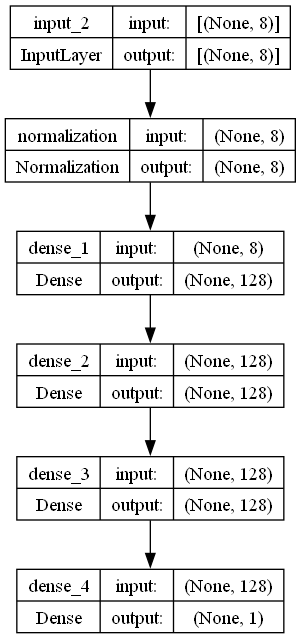 input_2 input: [(None, 8)]
InputLayer output: [(None, 8)]
normalization input: (None, 8)
Normalization output: (None, 8)
dense_1 input: (None, 8)
Dense output: (None, 128)
dense_2 input: (None, 128)
Dense output: (None, 128)
dense_3 input: (None, 128)
Dense output: (None, 128)
dense_4 input: (None, 128)
Dense output: (None, 1)